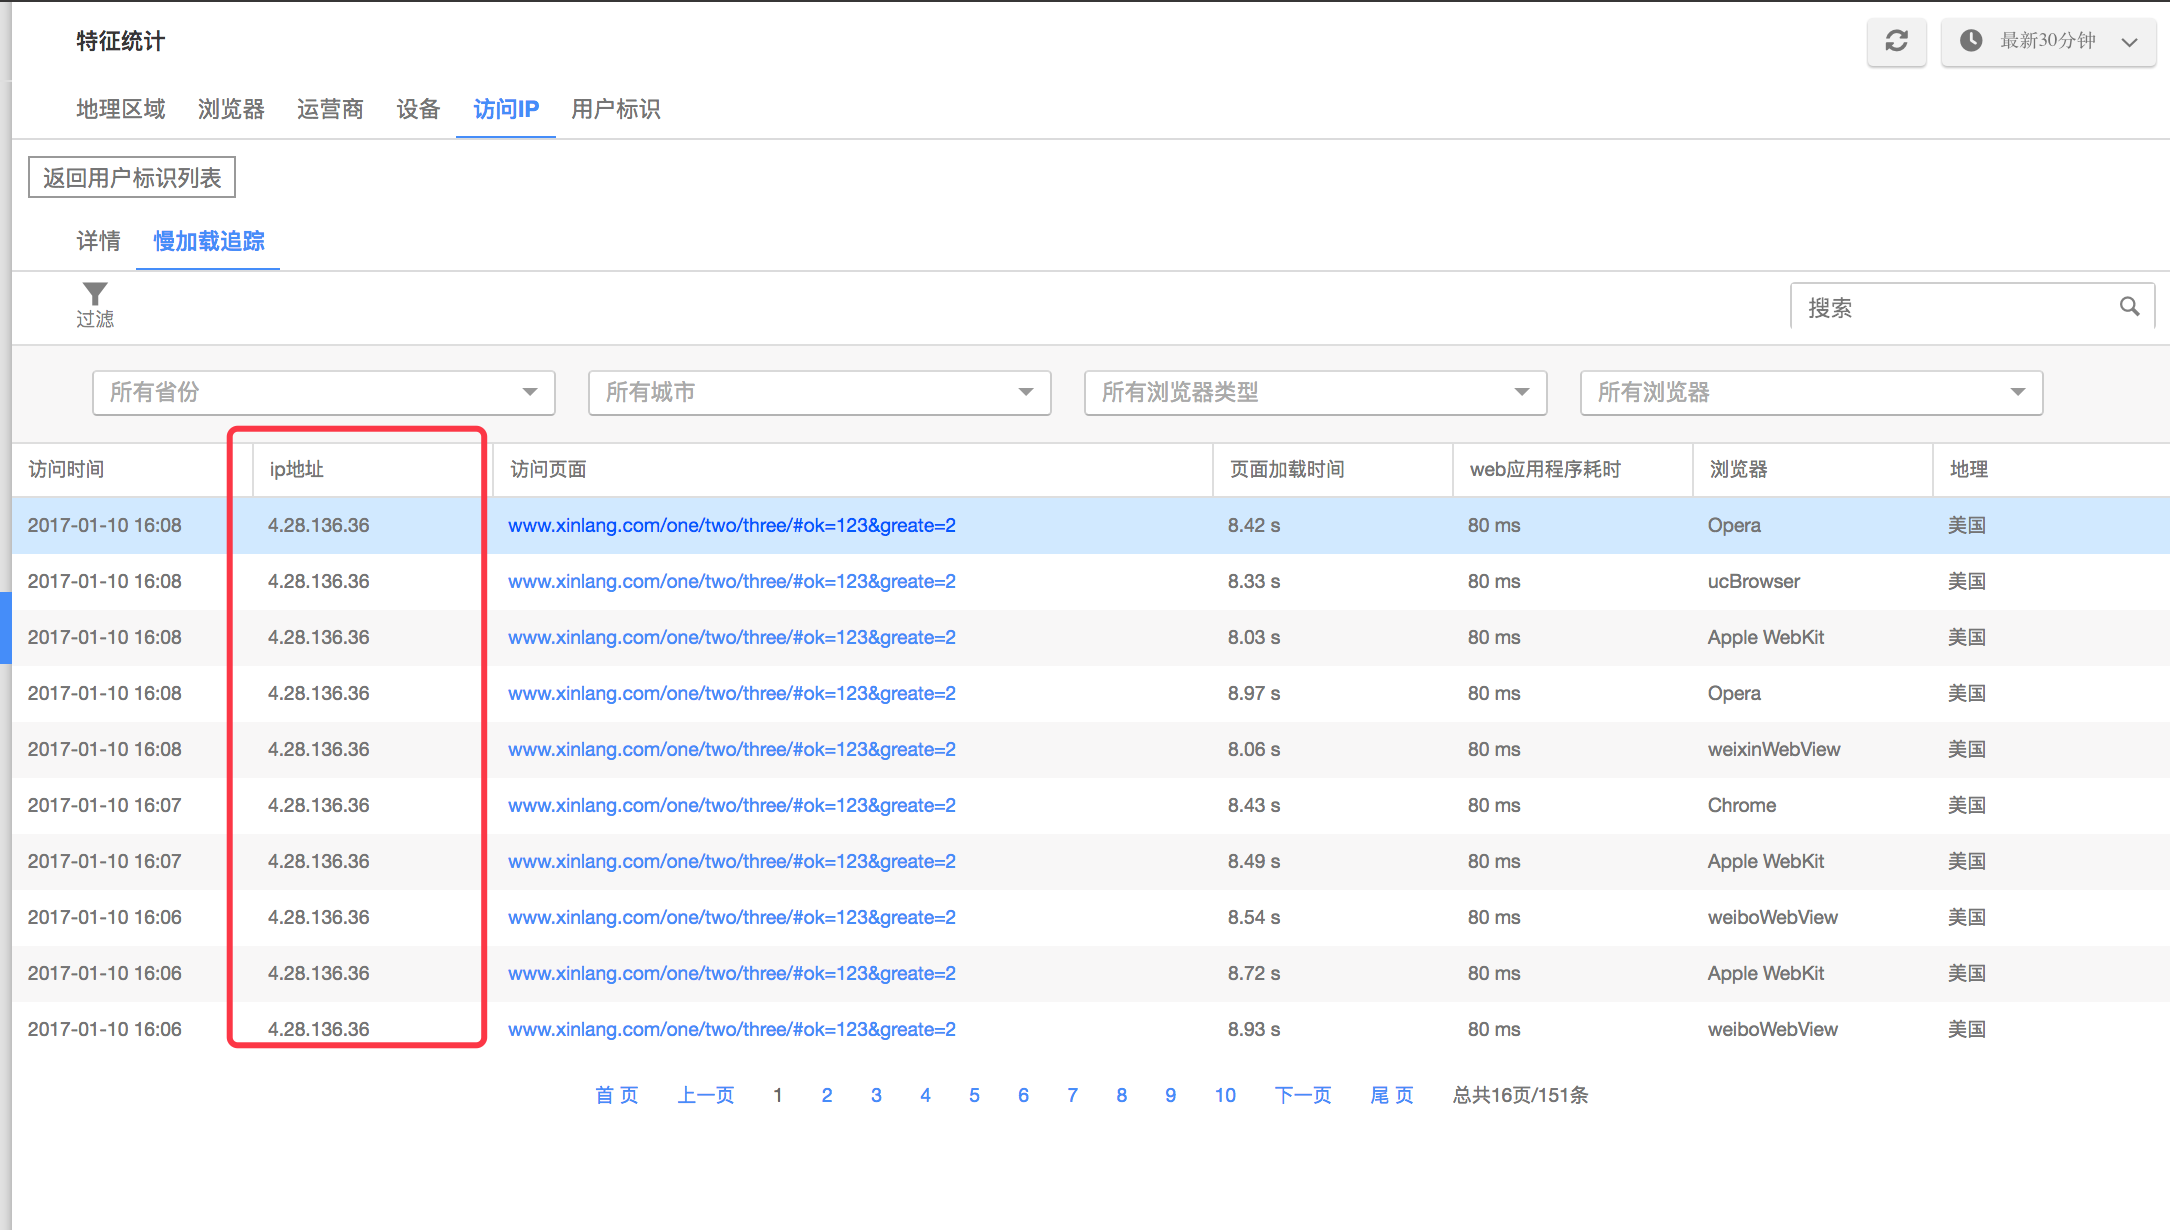 特征统计
最新30分钟
地理区域 浏览器 运营商 设备 访问IP 用户标识
返回用户标识列表
详情 慢加载追踪
过滤
搜索
所有省份 所有城市 所有浏览器类型 所有浏览器
访问时间 ip地址 访问页面 页面加载时间 web应用程序耗时 浏览器 地理
2017-01-10 16:08 4.28.136.36 www.xinlang.com/one/two/three/#ok=123&greate=2 8.42 s 80 ms Opera 美国
2017-01-10 16:08 4.28.136.36 www.xinlang.com/one/two/three/#ok=123&greate=2 8.33 s 80 ms ucBrowser 美国
2017-01-10 16:08 4.28.136.36 www.xinlang.com/one/two/three/#ok=123&greate=2 8.03 s 80 ms Apple WebKit 美国
2017-01-10 16:08 4.28.136.36 www.xinlang.com/one/two/three/#ok=123&greate=2 8.97 s 80 ms Opera 美国
2017-01-10 16:08 4.28.136.36 www.xinlang.com/one/two/three/#ok=123&greate=2 8.06 s 80 ms weixinWebView 美国
2017-01-10 16:07 4.28.136.36 www.xinlang.com/one/two/three/#ok=123&greate=2 8.43 s 80 ms Chrome 美国
2017-01-10 16:07 4.28.136.36 www.xinlang.com/one/two/three/#ok=123&greate=2 8.49 s 80 ms Apple WebKit 美国
2017-01-10 16:06 4.28.136.36 www.xinlang.com/one/two/three/#ok=123&greate=2 8.54 s 80 ms weiboWebView 美国
2017-01-10 16:06 4.28.136.36 www.xinlang.com/one/two/three/#ok=123&greate=2 8.72 s 80 ms Apple WebKit 美国
2017-01-10 16:06 4.28.136.36 www.xinlang.com/one/two/three/#ok=123&greate=2 8.93 s 80 ms weiboWebView 美国
首 页 上一页 1 2 3 4 5 6 7 8 9 10 下一页 尾 页 总共16页/151条